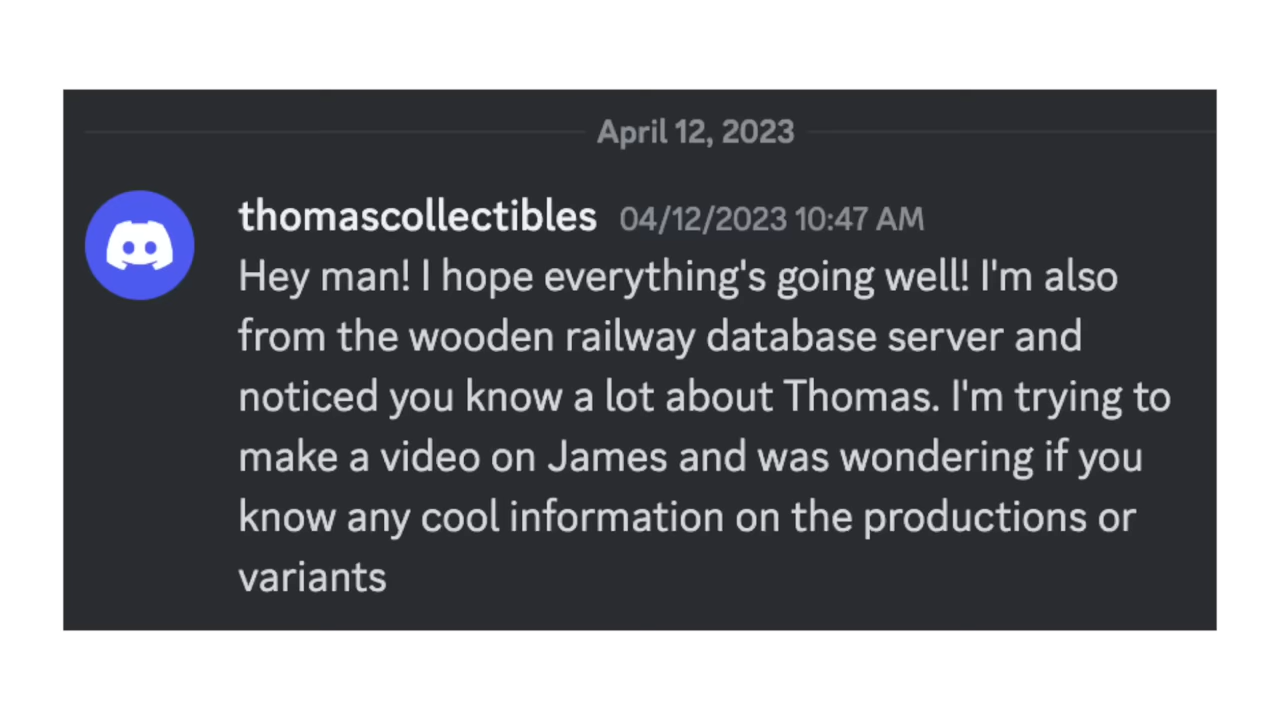 April 12, 2023
thomascollectibles 04/12/2023 10:47 AM
Hey man! I hope everything's going well! I'm also
from the wooden railway database server and
noticed you know a lot about Thomas. I'm trying to
make a video on James and was wondering if you
know any cool information on the productions or
variants